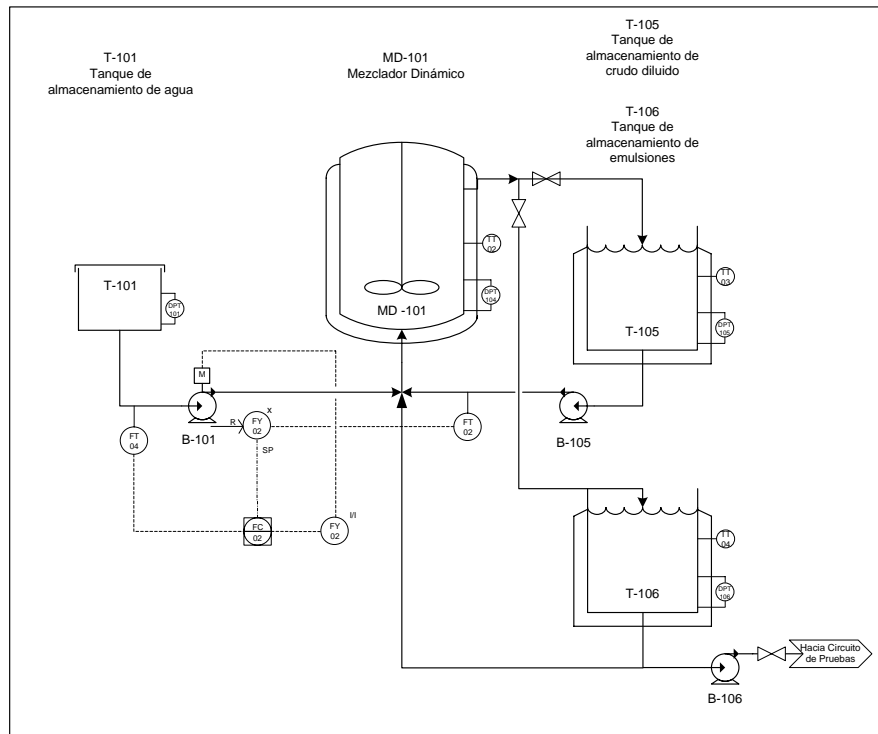 T-101
Tanque de
almacenamiento de agua
MD-101
Mezclador Dinámico
T-105
Tanque de
almacenamiento de
crudo diluido
T-106
Tanque de
almacenamiento de
emulsiones
TT
02
DPT
104
MD -101
T-101
DPT
101
TT
03
DPT
105
T-105
M
B-101
R
FY
02
X
SP
FT
04
FT
02
B-105
FC
02
FY
02
I/I
TT
04
DPT
106
T-106
B-106
Hacia Circuito
de Pruebas